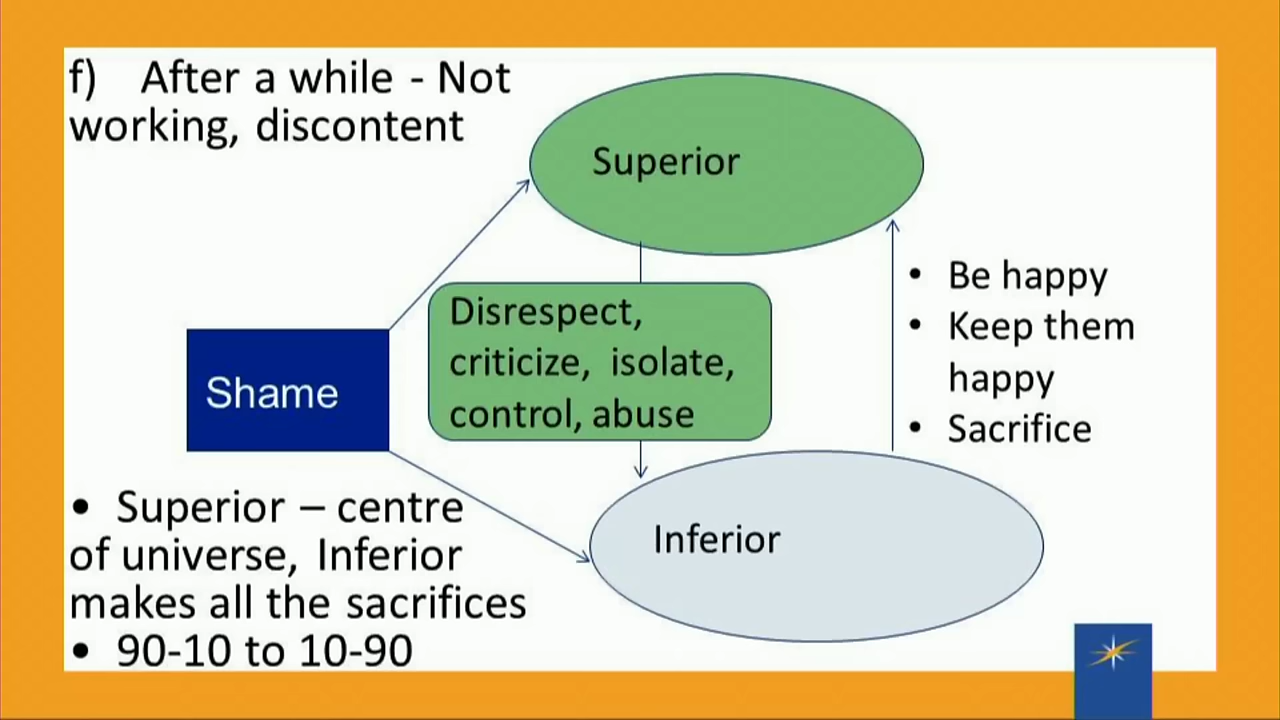 f) After a while - Not
working, discontent
Superior
Disrespect,
criticize, isolate,
control, abuse
• Be happy
• Keep them
happy
• Sacrifice
Shame
Inferior
• Superior – centre
of universe, Inferior
makes all the sacrifices
• 90-10 to 10-90